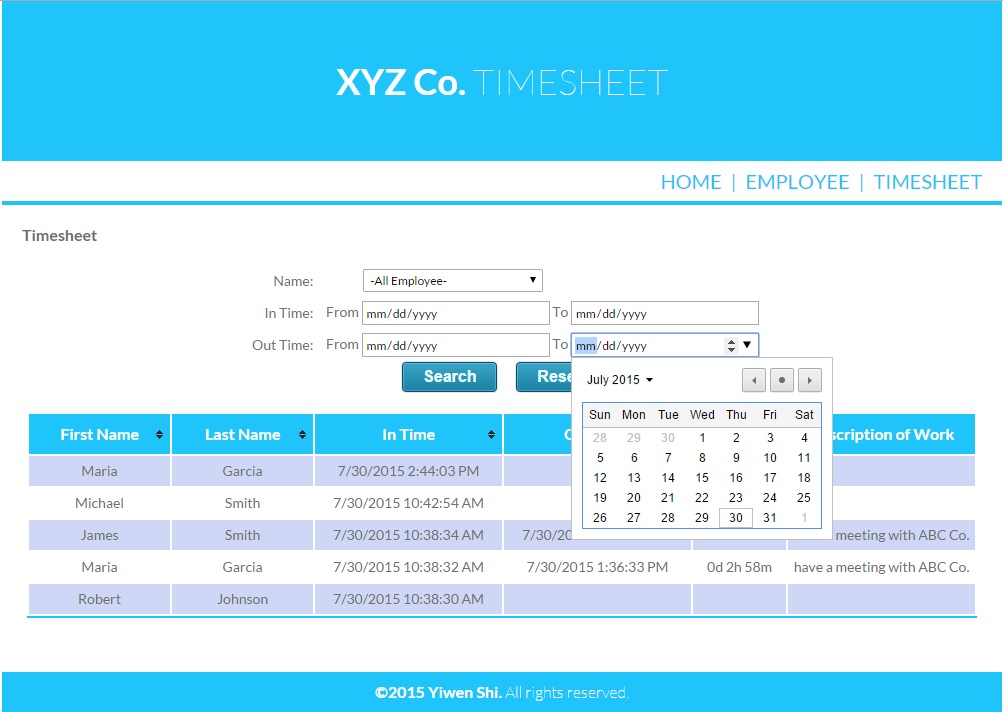 XYZ Co. TIMESHEET
HOME | EMPLOYEE | TIMESHEET
Timesheet
Name: -All Employee-
In Time: From mm/dd/yyyy To mm/dd/yyyy
Out Time: From mm/dd/yyyy To mm/dd/yyyy
Search Rese
July 2015
Sun Mon Tue Wed Thu Fri Sat
28 29 30 1 2 3 4
5 6 7 8 9 10 11
12 13 14 15 16 17 18
19 20 21 22 23 24 25
26 27 28 29 30 31 1
First Name Last Name In Time scription of Work
Maria Garcia 7/30/2015 2:44:03 PM
Michael Smith 7/30/2015 10:42:54 AM
James Smith 7/30/2015 10:38:34 AM 7/30/20 meeting with ABC Co.
Maria Garcia 7/30/2015 10:38:32 AM 7/30/2015 1:36:33 PM 0d 2h 58m have a meeting with ABC Co.
Robert Johnson 7/30/2015 10:38:30 AM
©2015 Yiwen Shi. All rights reserved.